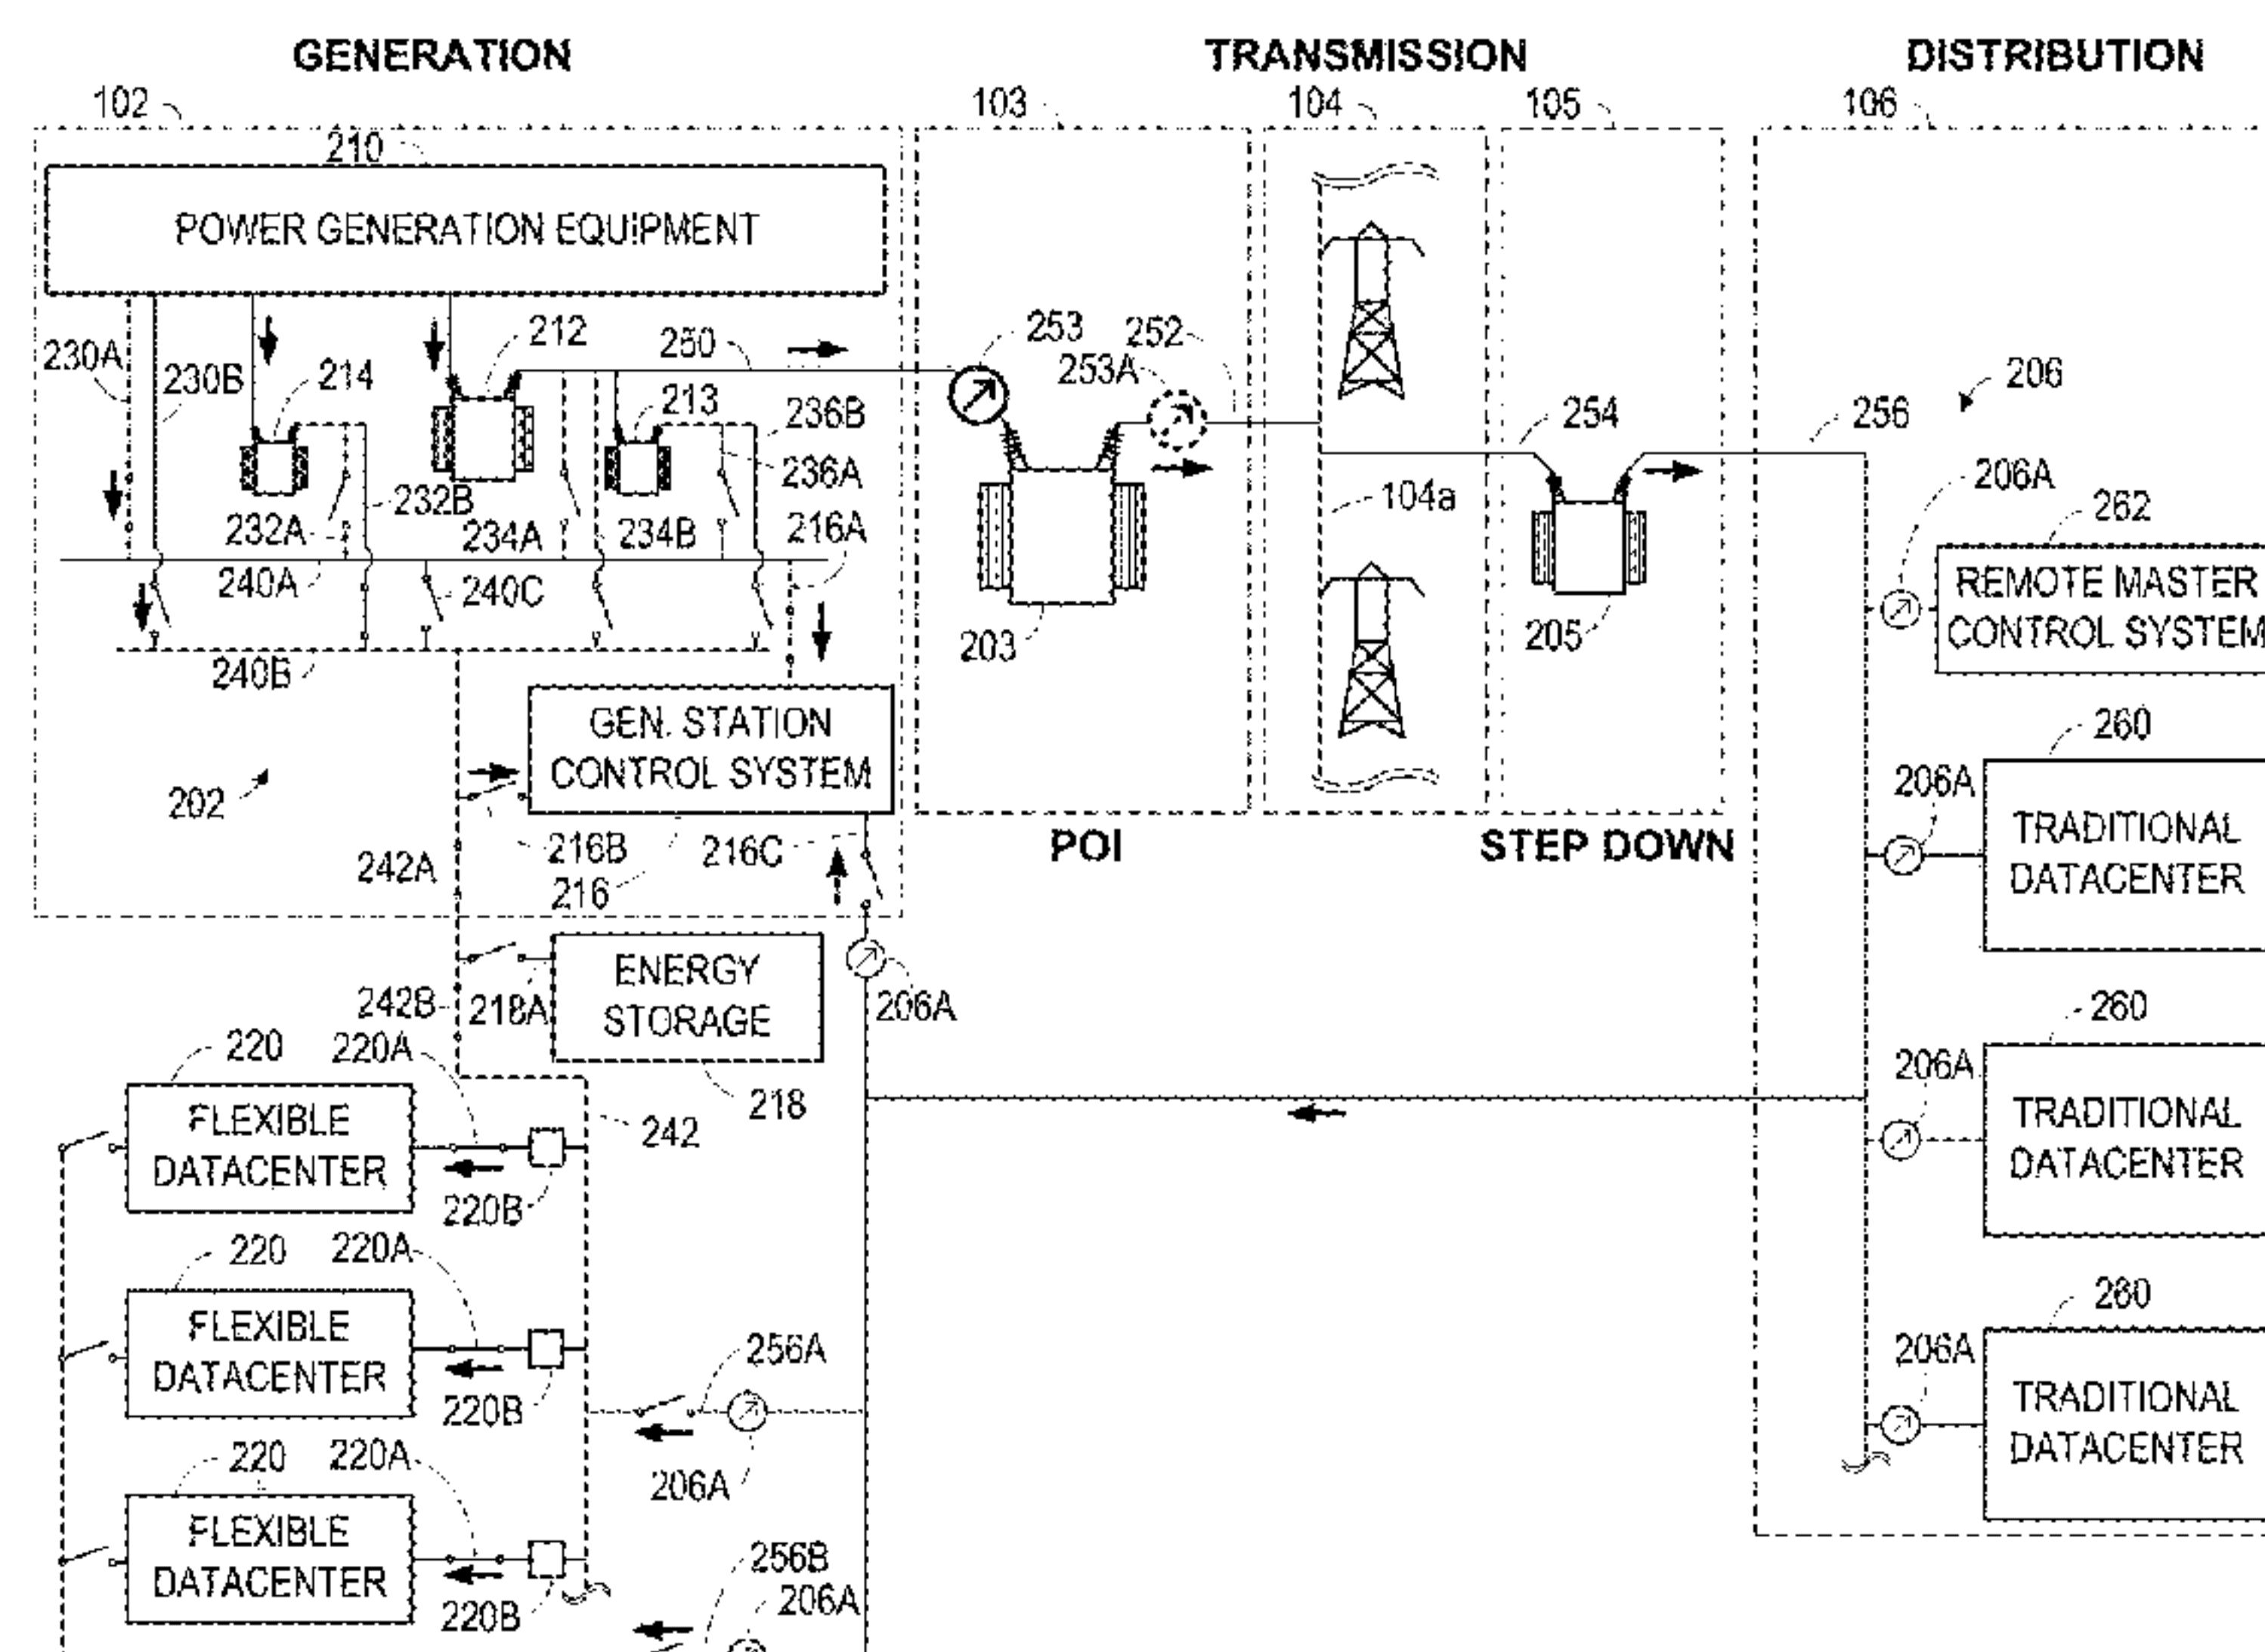 GENERATION
TRANSMISSION
DISTRIBUTION
102
103
104
105
106
210
POWER GENERATION EQUIPMENT
230A
230B
214
212
250
213
236B
236A
253
252
253A
254
256
206
206A
262
REMOTE MASTER
CONTROL SYSTEM
232A
232B
234A
234B
216A
104a
240A
240C
240B
203
205
GEN. STATION
CONTROL SYSTEM
202
216B
216C
216
242A
POI
STEP DOWN
260
206A
TRADITIONAL
DATACENTER
242B
218A
ENERGY
STORAGE
206A
218
242
260
206A
TRADITIONAL
DATACENTER
220
220A
FLEXIBLE
DATACENTER
220B
220
220A
FLEXIBLE
DATACENTER
220B
256A
206A
260
206A
TRADITIONAL
DATACENTER
220
220A
FLEXIBLE
DATACENTER
220B
256B
206A